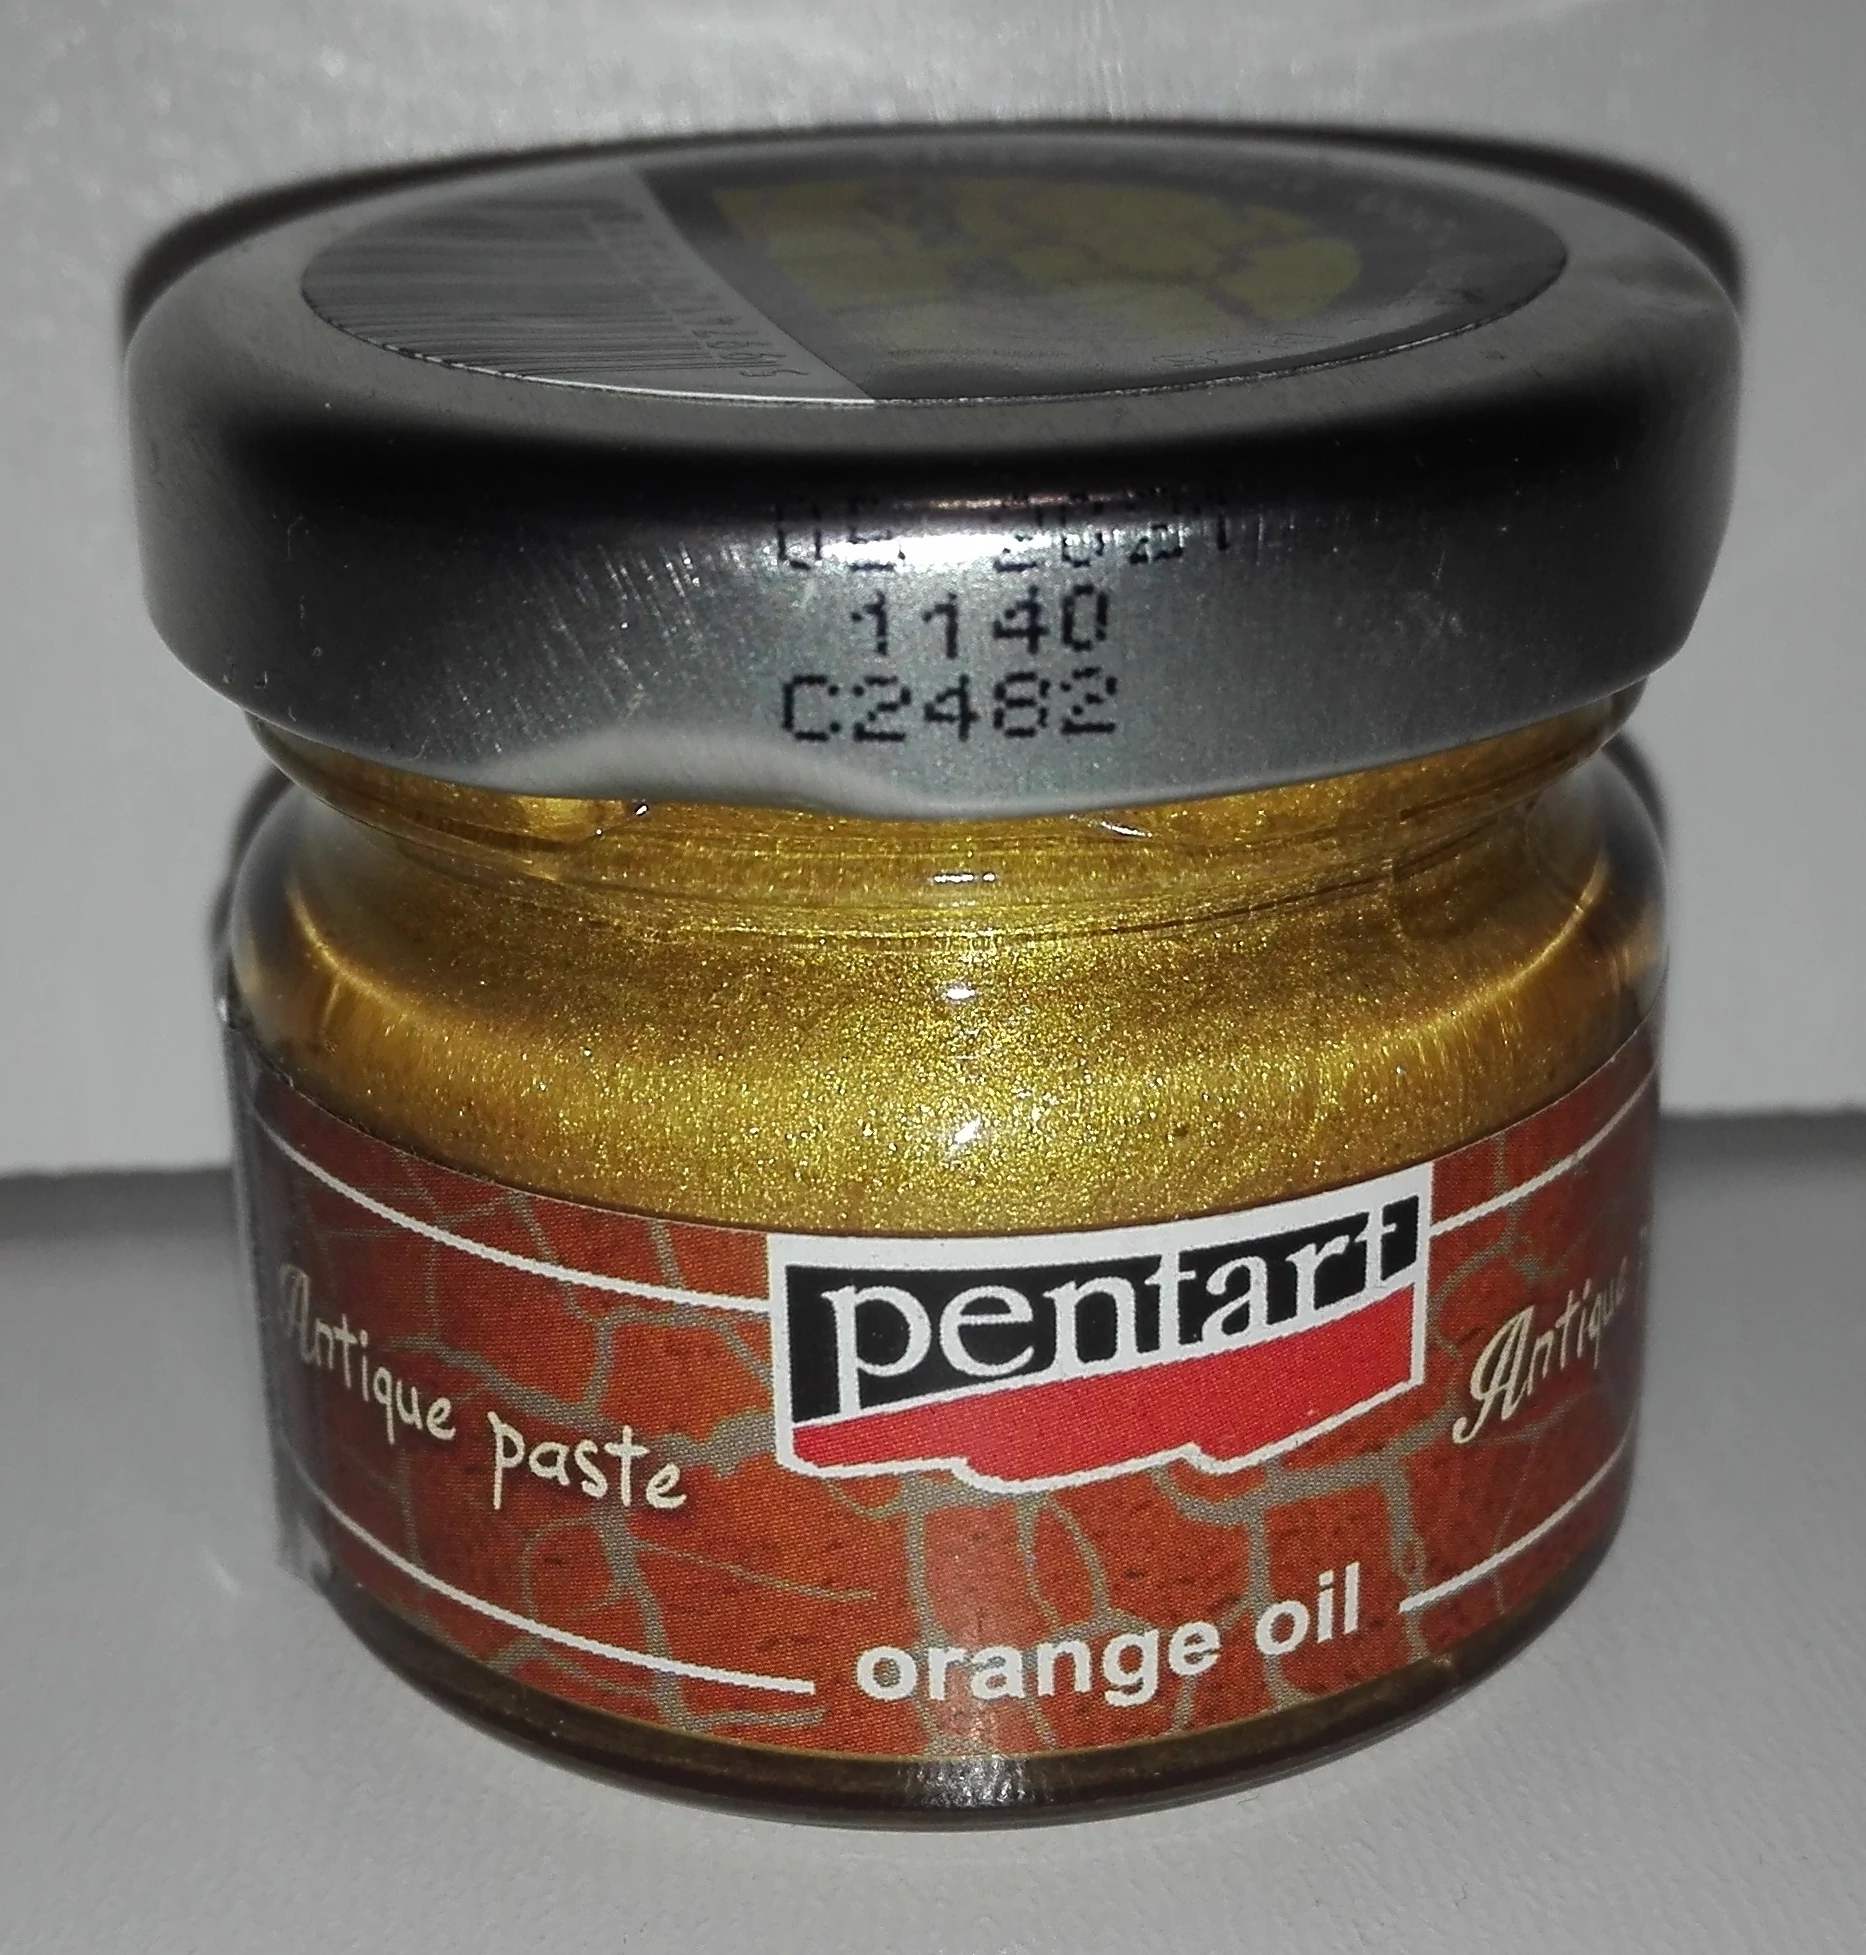 1140
C2482
pentart
Antique paste
Antique
orange oil